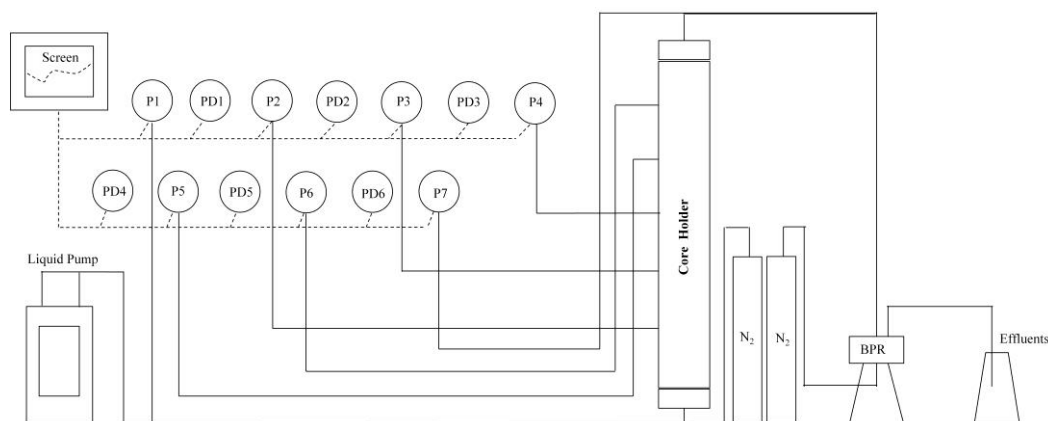 Screen
P1 PD1 P2 PD2 P3 PD3 P4
PD4 P5 PD5 P6 PD6 P7
Liquid Pump
Core Holder
N₂ N₂
BPR
Effluents